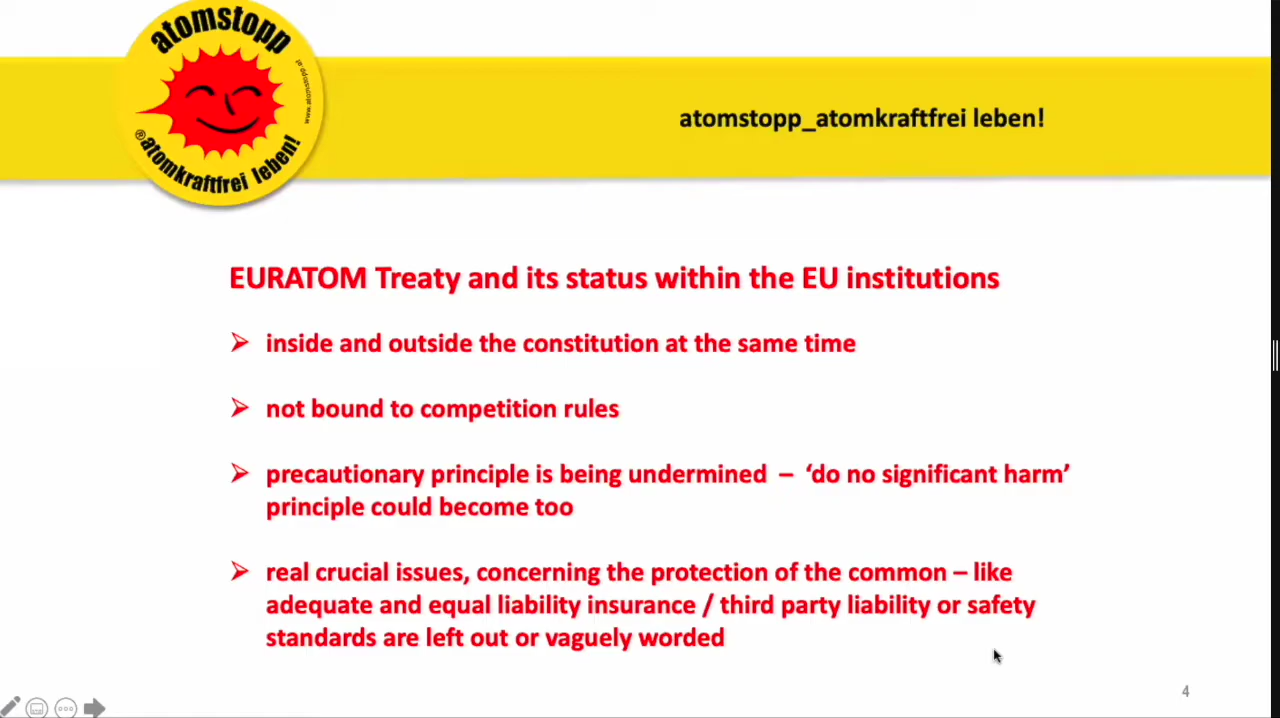 atomstopp
www.atomstopp.at
@atomkraftfrei leben!
atomstopp_atomkraftfrei leben!
EURATOM Treaty and its status within the EU institutions
➢ inside and outside the constitution at the same time
➢ not bound to competition rules
➢ precautionary principle is being undermined – ‘do no significant harm’
principle could become too
➢ real crucial issues, concerning the protection of the common – like
adequate and equal liability insurance / third party liability or safety
standards are left out or vaguely worded
4